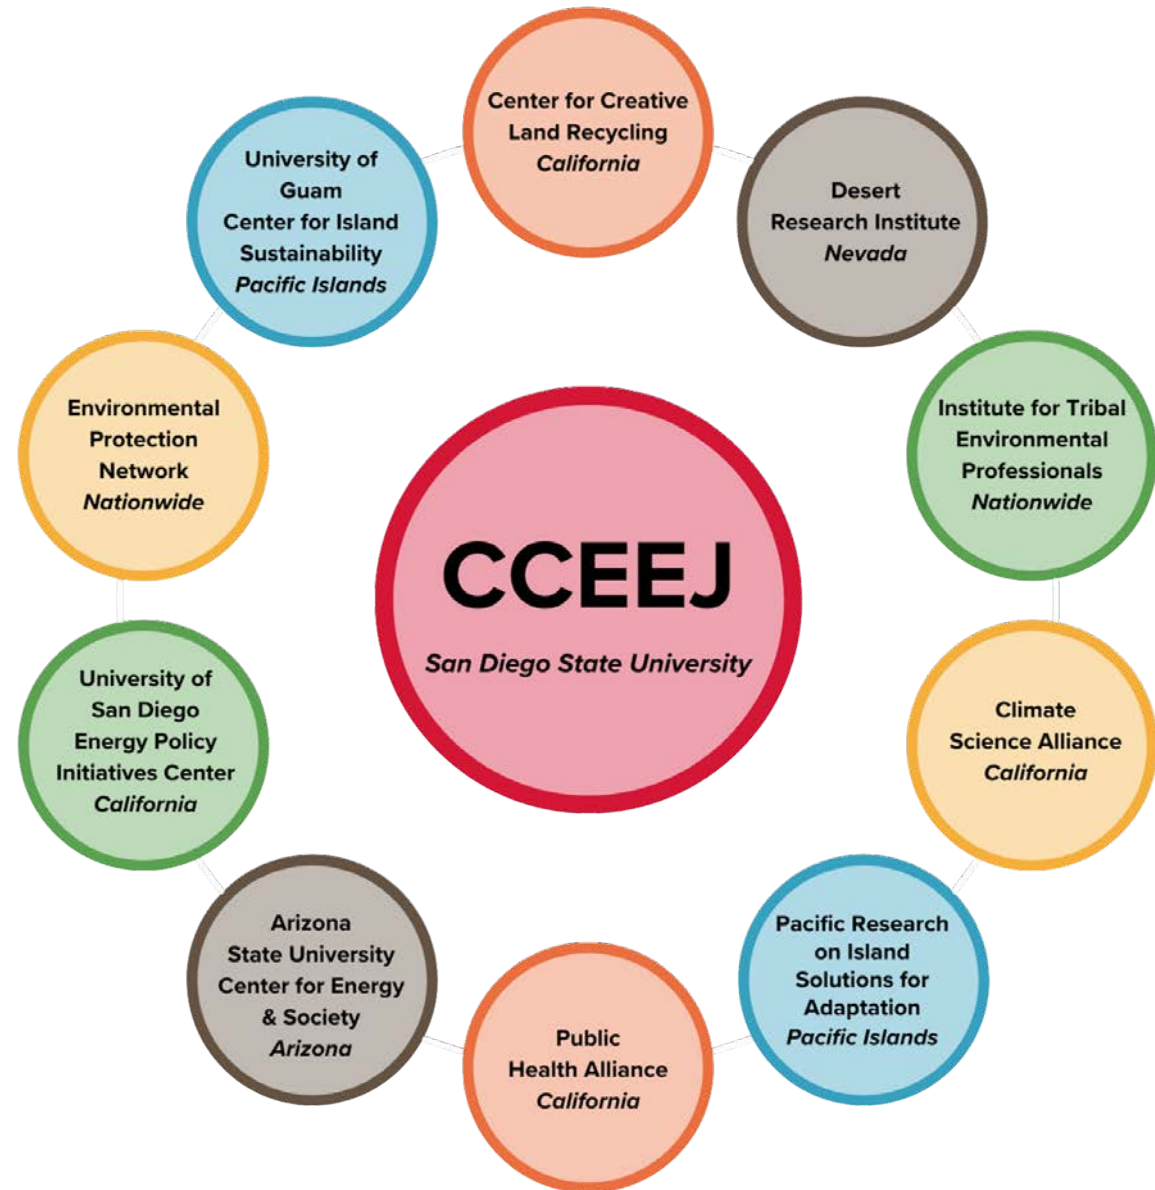 Center for Creative
Land Recycling
California
Desert
Research Institute
Nevada
Institute for Tribal
Environmental
Professionals
Nationwide
Climate
Science Alliance
California
Pacific Research
on Island
Solutions for
Adaptation
Pacific Islands
Public
Health Alliance
California
Arizona
State University
Center for Energy
& Society
Arizona
University of
San Diego
Energy Policy
Initiatives Center
California
Environmental
Protection
Network
Nationwide
University of
Guam
Center for Island
Sustainability
Pacific Islands
CCEEJ
San Diego State University